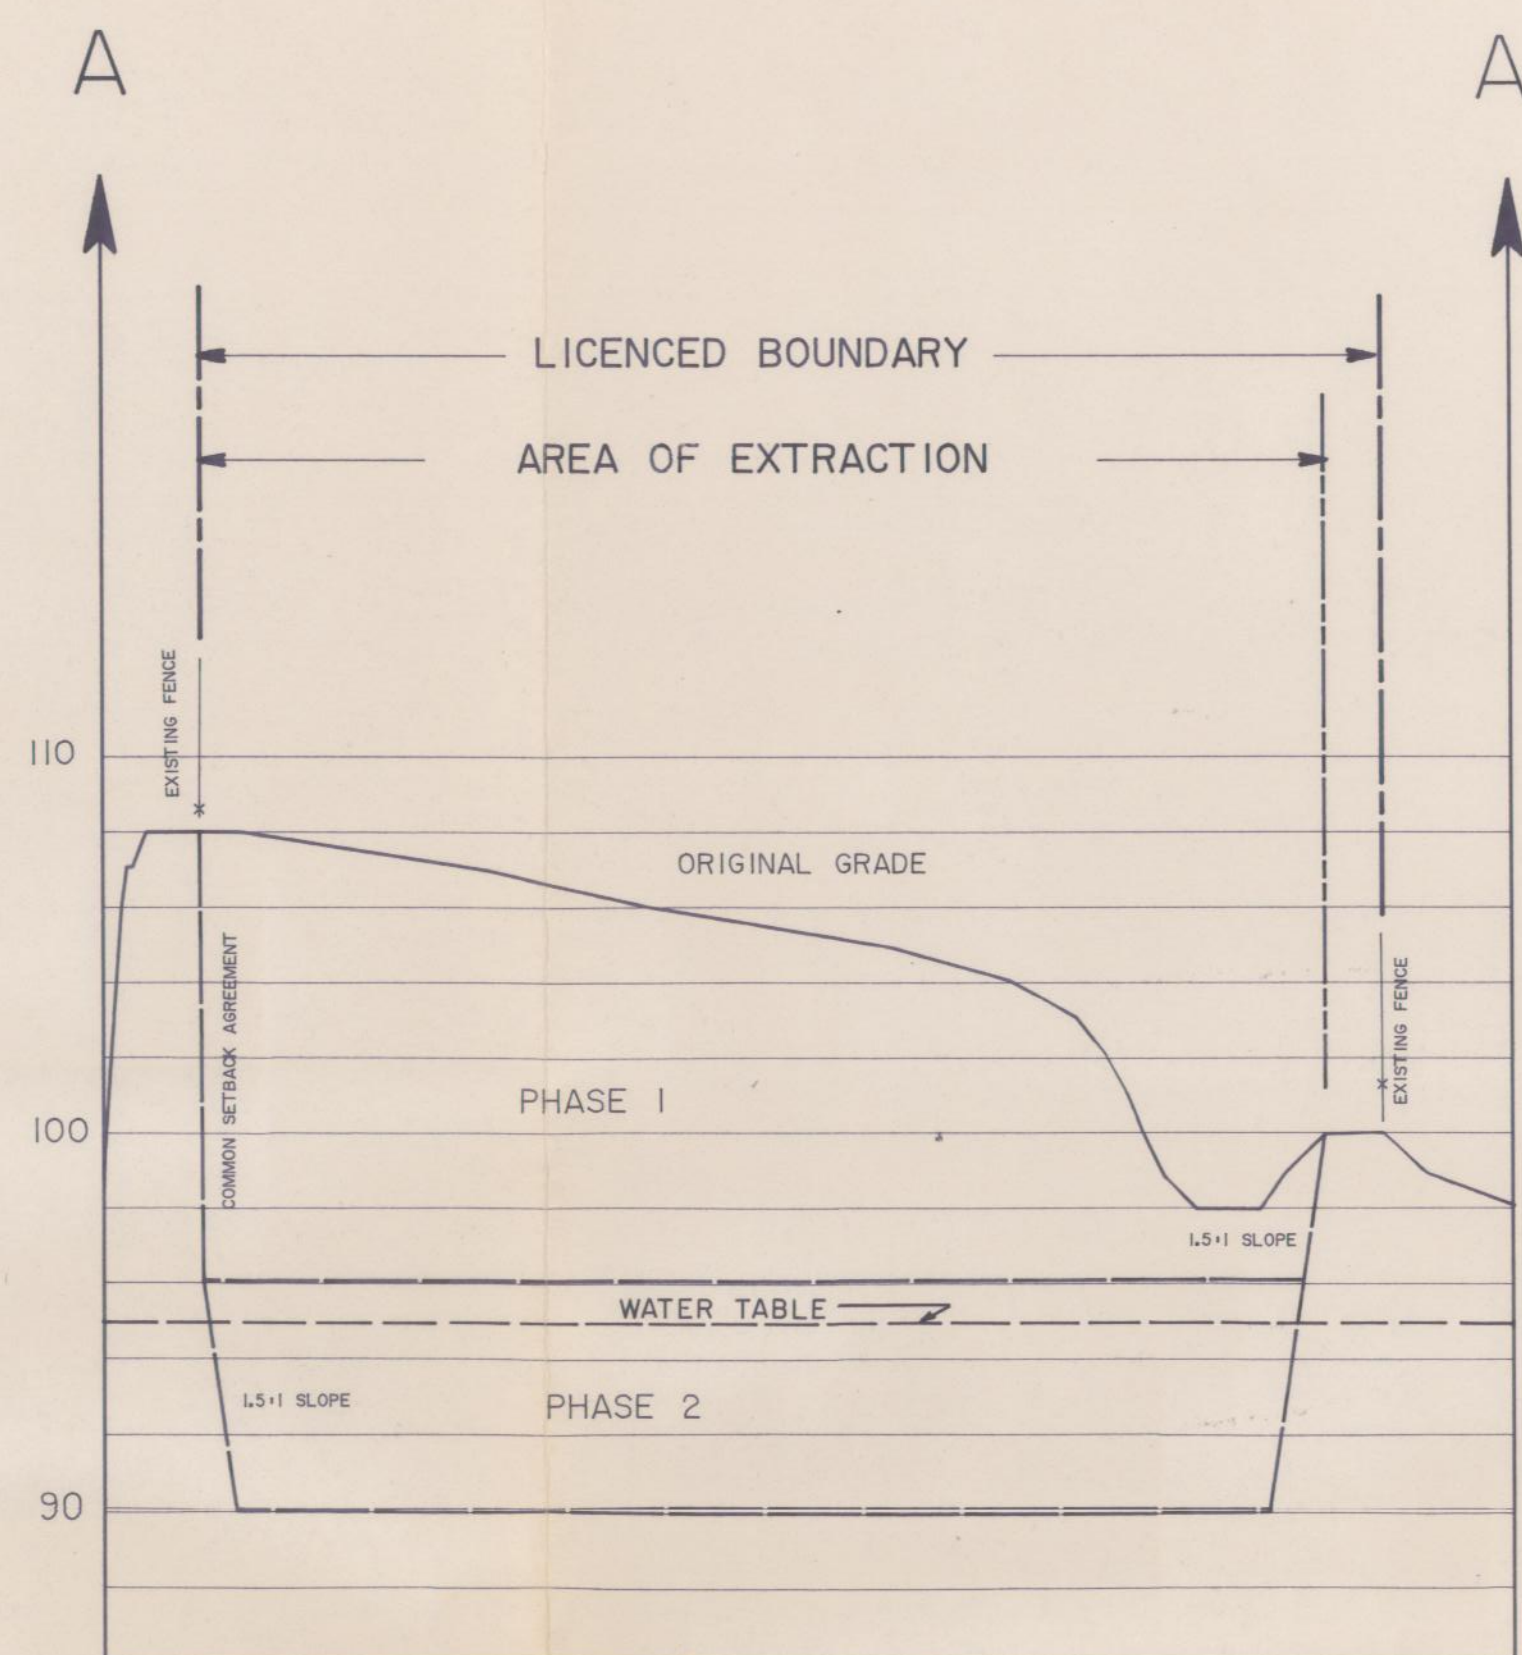 A
A
LICENCED BOUNDARY
AREA OF EXTRACTION
EXISTING FENCE
110
ORIGINAL GRADE
COMMON SETBACK AGREEMENT
EXISTING FENCE
PHASE 1
100
1.5:1 SLOPE
WATER TABLE
1.5:1 SLOPE
PHASE 2
90